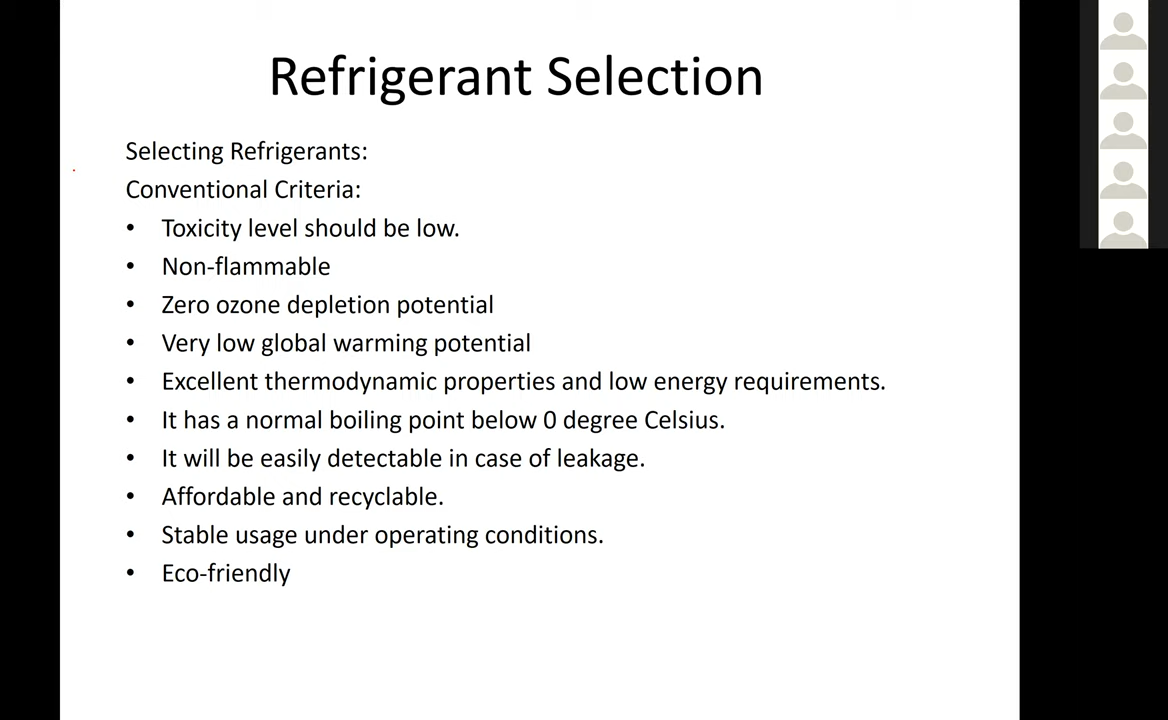 Refrigerant Selection
Selecting Refrigerants:
Conventional Criteria:
• Toxicity level should be low.
• Non-flammable
• Zero ozone depletion potential
• Very low global warming potential
• Excellent thermodynamic properties and low energy requirements.
• It has a normal boiling point below 0 degree Celsius.
• It will be easily detectable in case of leakage.
• Affordable and recyclable.
• Stable usage under operating conditions.
• Eco-friendly